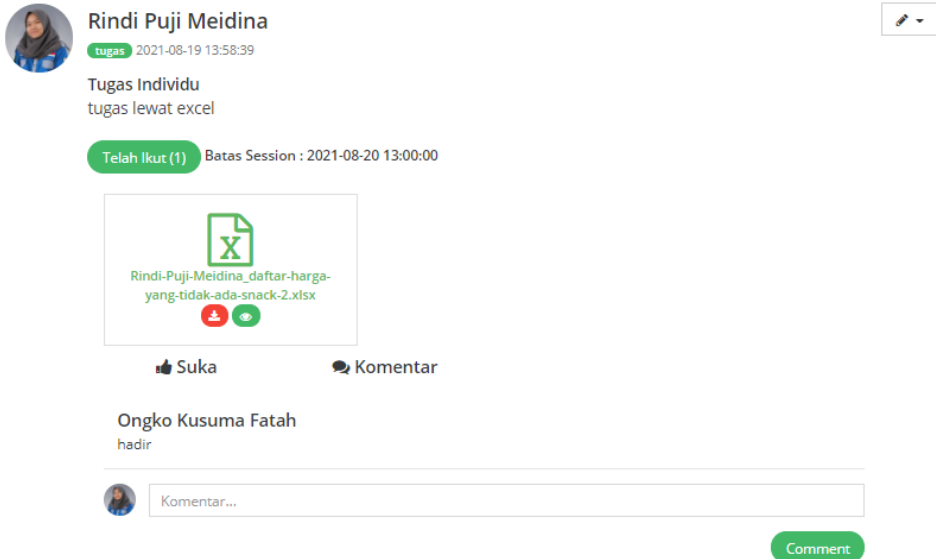 Rindi Puji Meidina
tugas 2021-08-19 13:58:39
Tugas Individu
tugas lewat excel
Telah Ikut (1) Batas Session : 2021-08-20 13:00:00
X
Rindi-Puji-Meidina_daftar-harga-
yang-tidak-ada-snack-2.xlsx
Suka Komentar
Ongko Kusuma Fatah
hadir
Komentar...
Comment